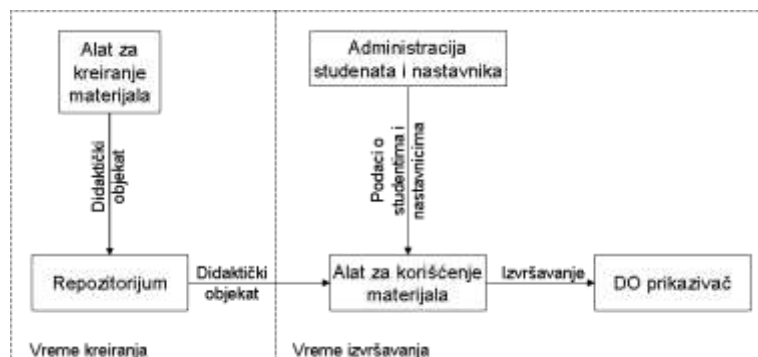 Alat za
kreiranje
materijala
Administracija
studenata i nastavnika
Didaktički
objekat
Podaci o
studentima i
nastavnicima
Repozitorijum
Didaktički
objekat
Alat za korišćenje
materijala
Izvršavanje
DO prikazivač
Vreme kreiranja
Vreme izvršavanja